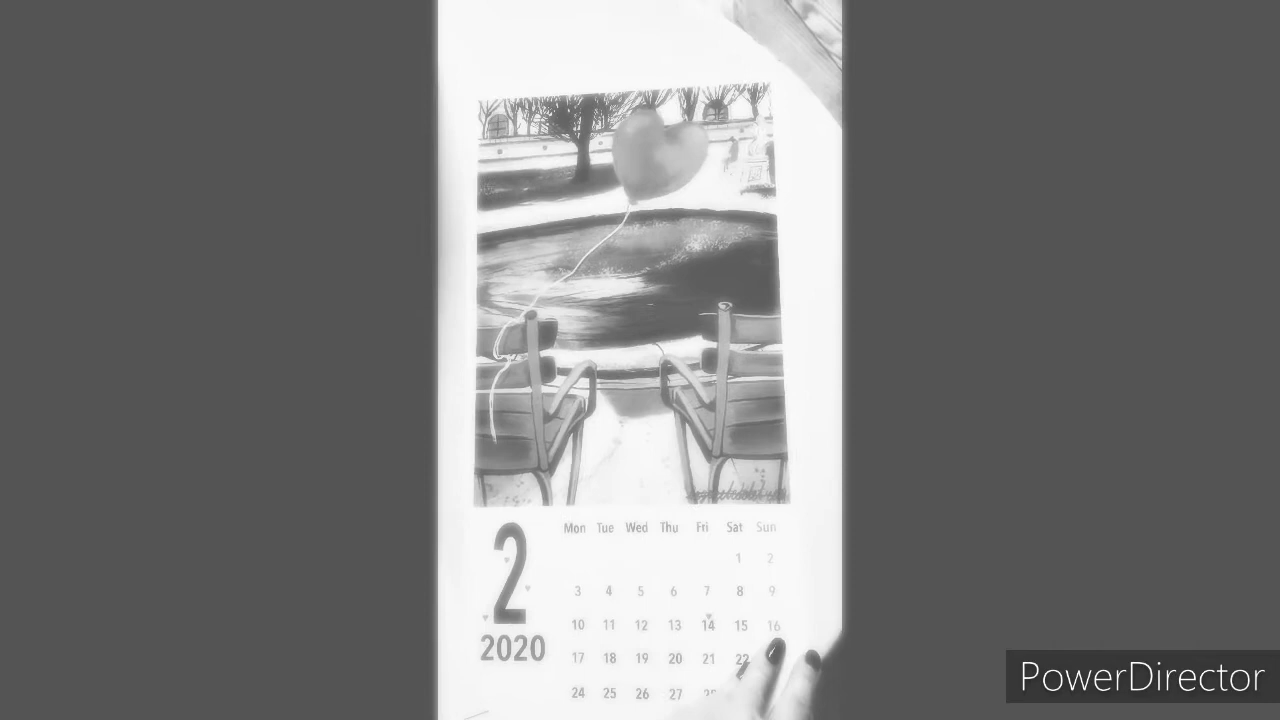 2
2020
Mon Tue Wed Thu Fri Sat Sun
1 2
3 4 5 6 7 8 9
10 11 12 13 14 15 16
17 18 19 20 21 22
24 25 26 27
PowerDirector